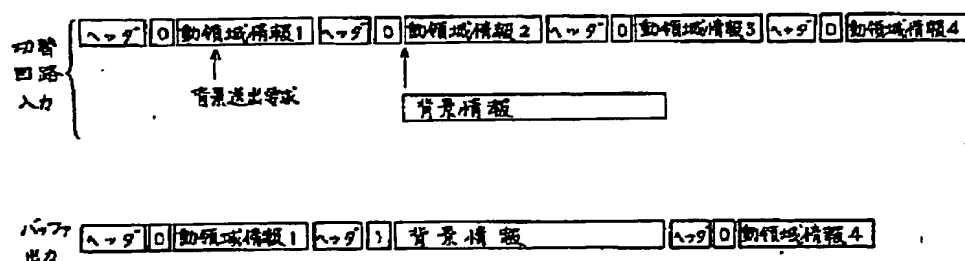 切替回路入力
ヘッダ 0 動領域情報1 ヘッダ 0 動領域情報2 ヘッダ 0 動領域情報3 ヘッダ 0 動領域情報4
背景送出要求
背景情報
バッファ出力
ヘッダ 0 動領域情報1 ヘッダ 1 背景情報 ヘッダ 0 動領域情報4